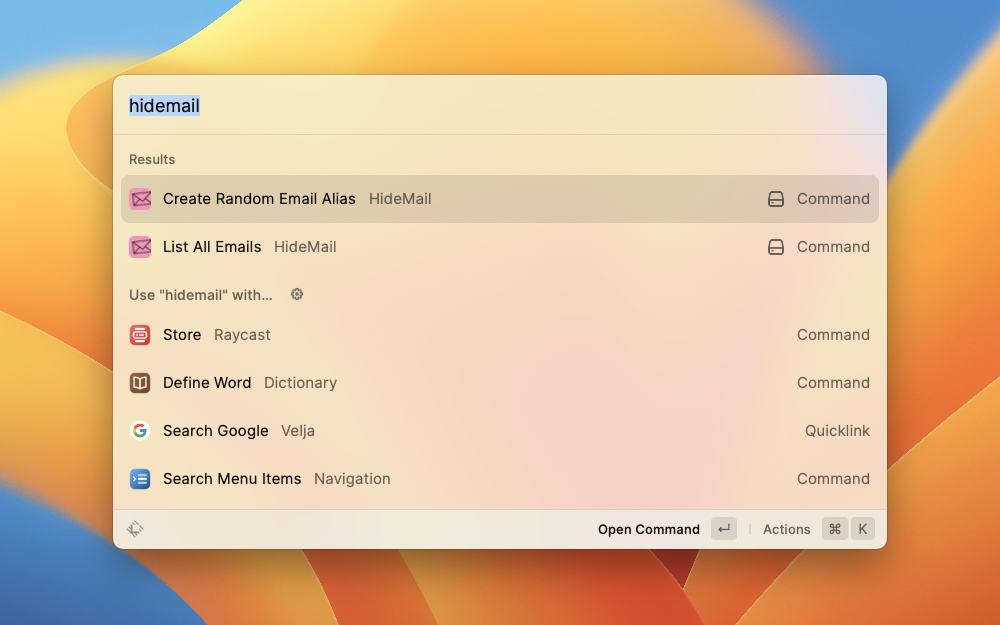 hidemail
Results
Create Random Email Alias HideMail Command
List All Emails HideMail Command
Use "hidemail" with...
Store Raycast Command
Define Word Dictionary Command
Search Google Velja Quicklink
Search Menu Items Navigation Command
Open Command ↵ Actions ⌘ K